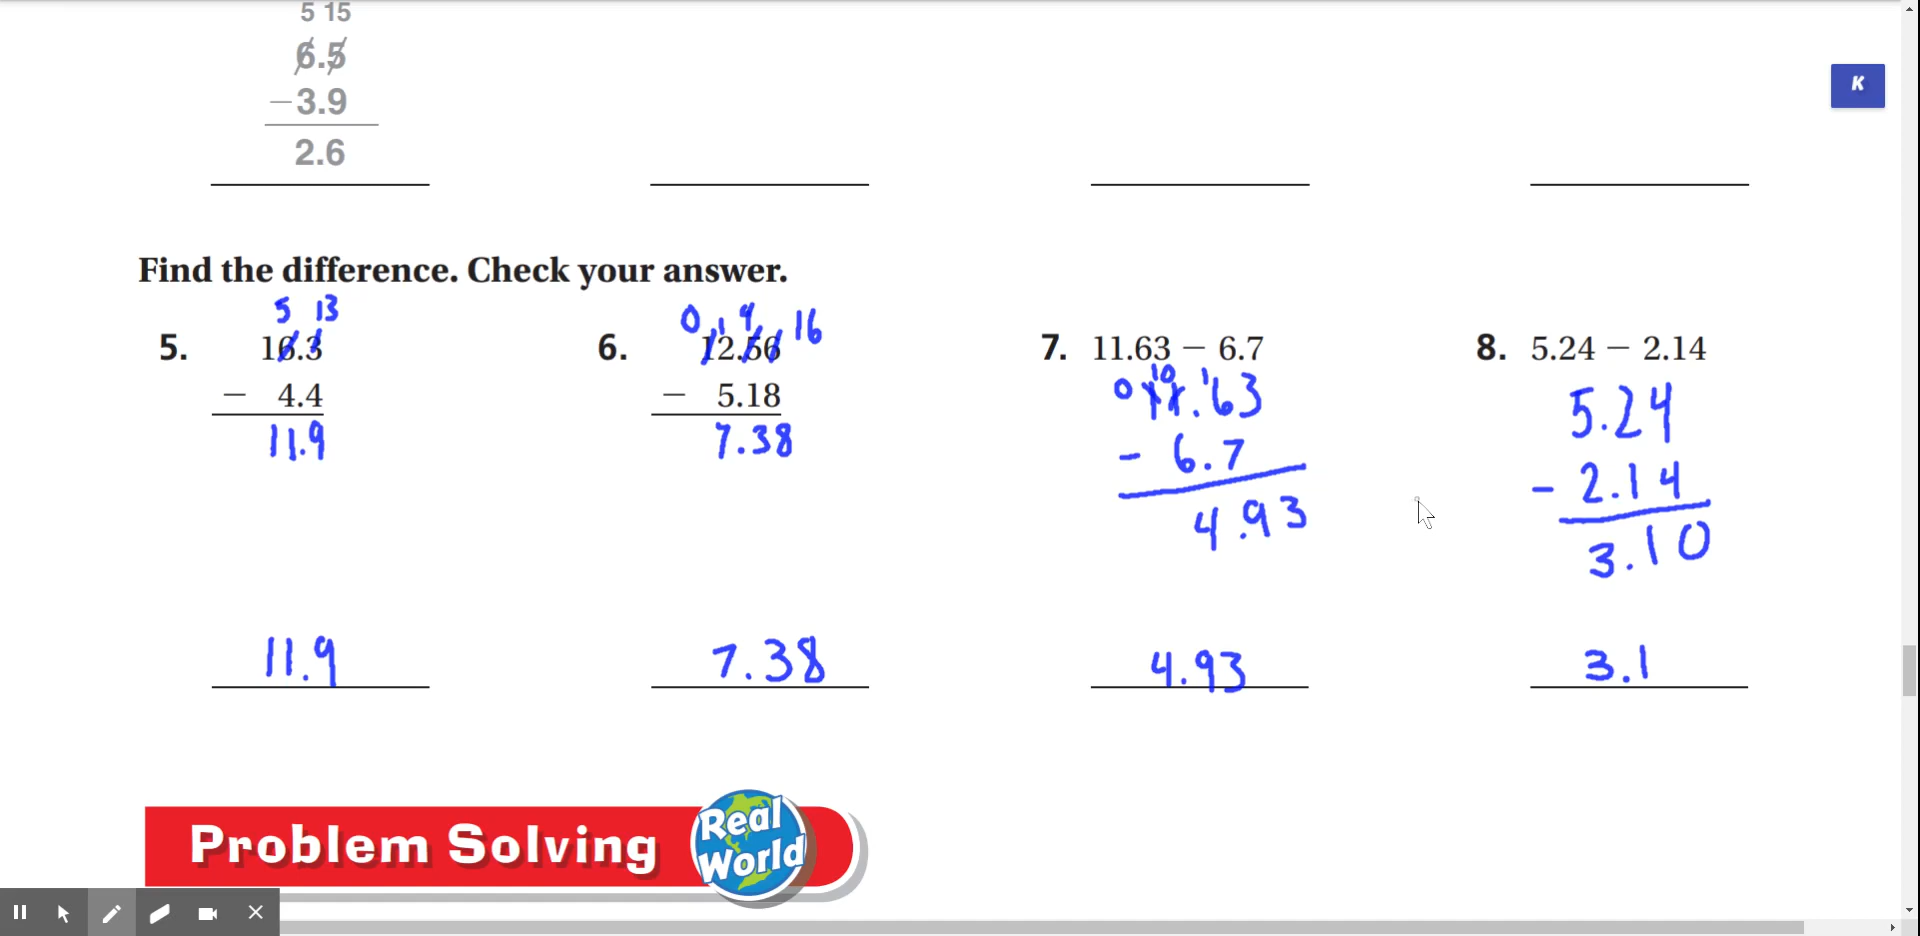 5 15
6.5
−3.9
2.6
K
Find the difference. Check your answer.
5 13
5. 16.3
− 4.4
11.9
11.9
0 1 4 16
6. 12.56
− 5.18
7.38
7.38
7. 11.63 − 6.7
0 10 1
11.63
- 6.7
4.93
4.93
8. 5.24 − 2.14
5.24
- 2.14
3.10
3.1
Problem Solving
Real
World